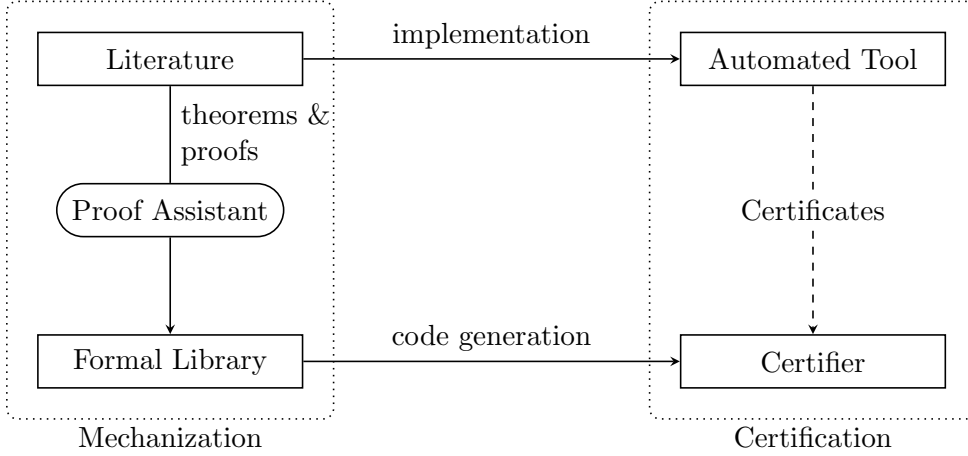 Literature
implementation
Automated Tool
theorems &
proofs
Proof Assistant
Certificates
Formal Library
code generation
Certifier
Mechanization
Certification